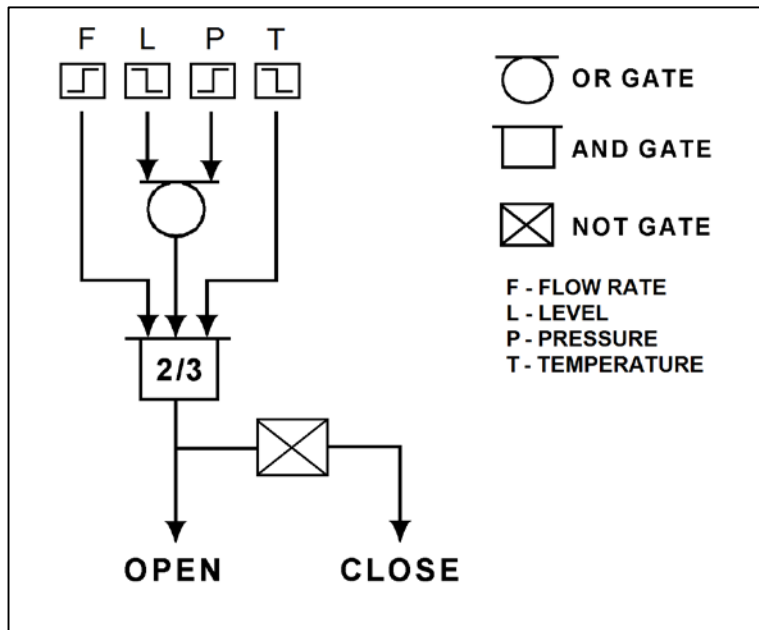 F L P T
OR GATE
AND GATE
NOT GATE
F - FLOW RATE
L - LEVEL
P - PRESSURE
T - TEMPERATURE
2/3
OPEN CLOSE